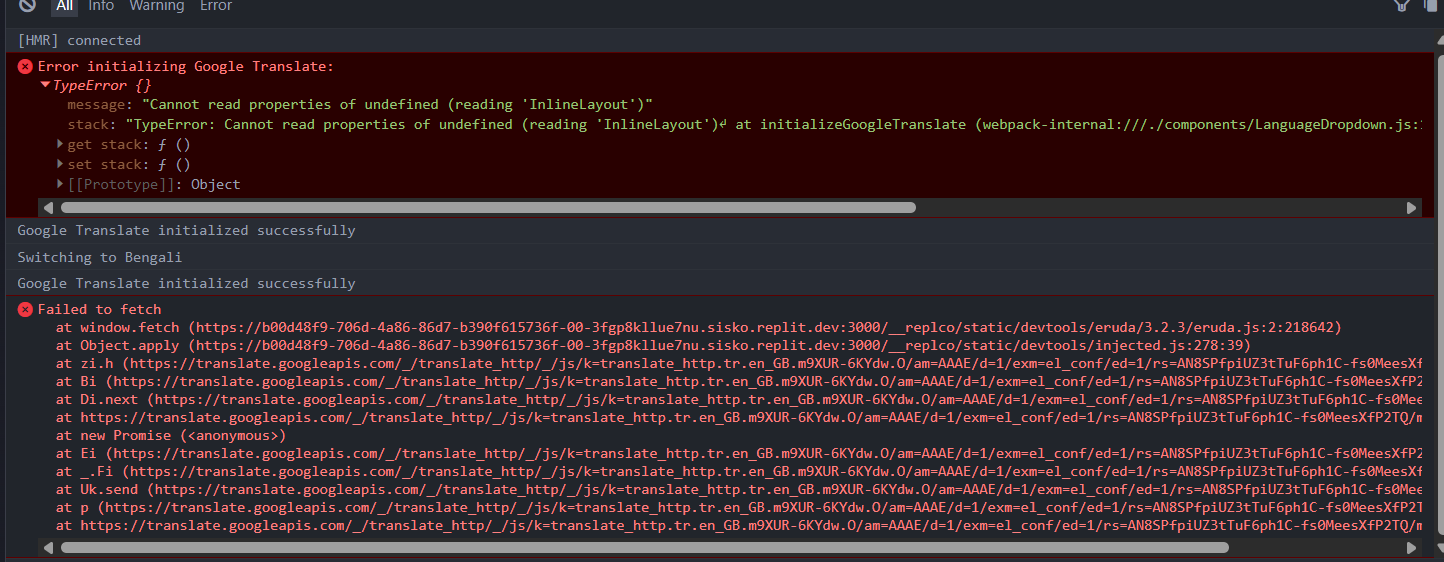 All Info Warning Error
[HMR] connected
Error initializing Google Translate:
TypeError {}
message: "Cannot read properties of undefined (reading 'InlineLayout')"
stack: "TypeError: Cannot read properties of undefined (reading 'InlineLayout')↲ at initializeGoogleTranslate (webpack-internal:///./components/LanguageDropdown.js:
get stack: ƒ ()
set stack: ƒ ()
[[Prototype]]: Object
Google Translate initialized successfully
Switching to Bengali
Google Translate initialized successfully
Failed to fetch
at window.fetch (https://b00d48f9-706d-4a86-86d7-b390f615736f-00-3fgp8kllue7nu.sisko.replit.dev:3000/__replco/static/devtools/eruda/3.2.3/eruda.js:2:218642)
at Object.apply (https://b00d48f9-706d-4a86-86d7-b390f615736f-00-3fgp8kllue7nu.sisko.replit.dev:3000/__replco/static/devtools/injected.js:278:39)
at zi.h (https://translate.googleapis.com/_/translate_http/_/js/k=translate_http.tr.en_GB.m9XUR-6KYdw.O/am=AAAE/d=1/exm=el_conf/ed=1/rs=AN8SPfpiUZ3tTuF6ph1C-fs0MeesXf
at Bi (https://translate.googleapis.com/_/translate_http/_/js/k=translate_http.tr.en_GB.m9XUR-6KYdw.O/am=AAAE/d=1/exm=el_conf/ed=1/rs=AN8SPfpiUZ3tTuF6ph1C-fs0MeesXfP2
at Di.next (https://translate.googleapis.com/_/translate_http/_/js/k=translate_http.tr.en_GB.m9XUR-6KYdw.O/am=AAAE/d=1/exm=el_conf/ed=1/rs=AN8SPfpiUZ3tTuF6ph1C-fs0Mee
at https://translate.googleapis.com/_/translate_http/_/js/k=translate_http.tr.en_GB.m9XUR-6KYdw.O/am=AAAE/d=1/exm=el_conf/ed=1/rs=AN8SPfpiUZ3tTuF6ph1C-fs0MeesXfP2TQ/m
at new Promise (<anonymous>)
at Ei (https://translate.googleapis.com/_/translate_http/_/js/k=translate_http.tr.en_GB.m9XUR-6KYdw.O/am=AAAE/d=1/exm=el_conf/ed=1/rs=AN8SPfpiUZ3tTuF6ph1C-fs0MeesXfP2
at _.Fi (https://translate.googleapis.com/_/translate_http/_/js/k=translate_http.tr.en_GB.m9XUR-6KYdw.O/am=AAAE/d=1/exm=el_conf/ed=1/rs=AN8SPfpiUZ3tTuF6ph1C-fs0MeesXf
at Uk.send (https://translate.googleapis.com/_/translate_http/_/js/k=translate_http.tr.en_GB.m9XUR-6KYdw.O/am=AAAE/d=1/exm=el_conf/ed=1/rs=AN8SPfpiUZ3tTuF6ph1C-fs0Mee
at p (https://translate.googleapis.com/_/translate_http/_/js/k=translate_http.tr.en_GB.m9XUR-6KYdw.O/am=AAAE/d=1/exm=el_conf/ed=1/rs=AN8SPfpiUZ3tTuF6ph1C-fs0MeesXfP2T
at https://translate.googleapis.com/_/translate_http/_/js/k=translate_http.tr.en_GB.m9XUR-6KYdw.O/am=AAAE/d=1/exm=el_conf/ed=1/rs=AN8SPfpiUZ3tTuF6ph1C-fs0MeesXfP2TQ/m